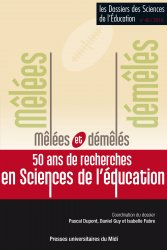 les Dossiers des Sciences
de l'Éducation
mêlées
démêlés
Mêlées et démêlés
50 ans de recherches
en Sciences de l'éducation
Coordination du dossier
Pascal Dupont, Daniel Guy et Isabelle Fabre
Presses universitaires du Midi